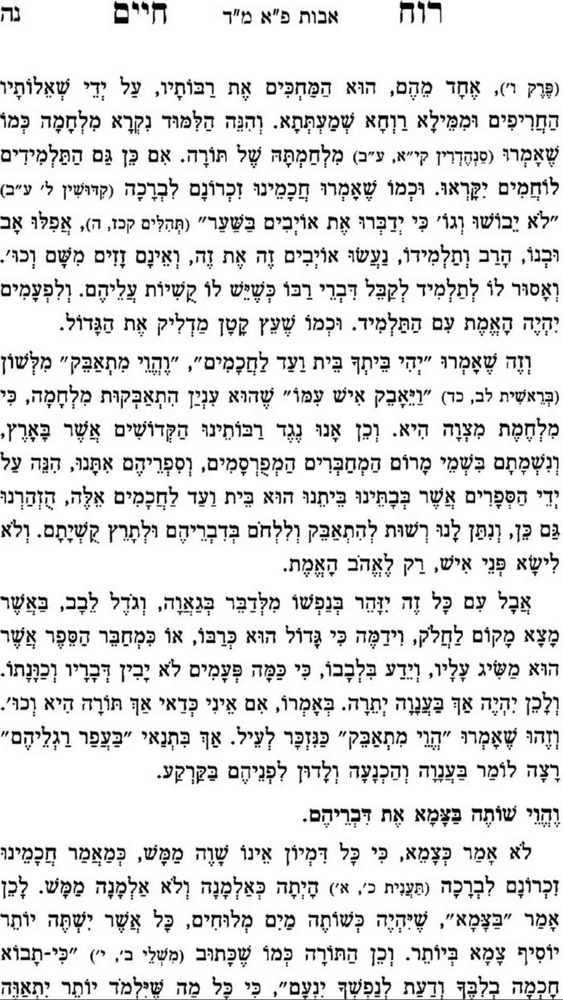 רוח אבות פ״א מ״ד חיים נה
(פֶּרֶק ו׳), אֶחָד מֵהֶם, הוּא הַמַּחְכִּים אֶת רַבּוֹתָיו, עַל יְדֵי שְׁאֵלוֹתָיו
הַחֲרִיפִים וּמִמֵּילָא רַוְחָא שְׁמַעְתְּתָא. וְהִנֵּה הַלִּמּוּד נִקְרָא מִלְחָמָה כְּמוֹ
שֶׁאָמְרוּ (סַנְהֶדְרִין קי״א, ע״ב) מִלְחַמְתָּהּ שֶׁל תּוֹרָה. אִם כֵּן גַּם הַתַּלְמִידִים
לוֹחֲמִים יִקָּרְאוּ. וּכְמוֹ שֶׁאָמְרוּ חֲכָמֵינוּ זִכְרוֹנָם לִבְרָכָה (קִדּוּשִׁין ל׳ ע״ב)
״לֹא יֵבוֹשׁוּ וְגוֹ׳ כִּי יְדַבְּרוּ אֶת אוֹיְבִים בַּשַּׁעַר״ (תְּהִלִּים קכז, ה), אֲפִלּוּ אָב
וּבְנוֹ, הָרַב וְתַלְמִידוֹ, נַעֲשׂוּ אוֹיְבִים זֶה אֶת זֶה, וְאֵינָם זָזִים מִשָּׁם וְכוּ׳.
וְאָסוּר לוֹ לְתַלְמִיד לְקַבֵּל דִּבְרֵי רַבּוֹ כְּשֶׁיֵּשׁ לוֹ קֻשְׁיוֹת עֲלֵיהֶם. וְלִפְעָמִים
יִהְיֶה הָאֱמֶת עִם הַתַּלְמִיד. וּכְמוֹ שֶׁעֵץ קָטָן מַדְלִיק אֶת הַגָּדוֹל.
וְזֶה שֶׁאָמְרוּ ״יְהִי בֵּיתְךָ בֵּית וַעַד לַחֲכָמִים״, ״וֶהֱוֵי מִתְאַבֵּק״ מִלְּשׁוֹן
(בְּרֵאשִׁית לב, כד) ״וַיֵּאָבֵק אִישׁ עִמּוֹ״ שֶׁהוּא עִנְיַן הִתְאַבְּקוּת מִלְחָמָה, כִּי
מִלְחֶמֶת מִצְוָה הִיא. וְכֵן אָנוּ נֶגֶד רַבּוֹתֵינוּ הַקְּדוֹשִׁים אֲשֶׁר בָּאָרֶץ,
וְנִשְׁמָתָם בִּשְׁמֵי מָרוֹם הַמְחַבְּרִים הַמְפֻרְסָמִים, וְסִפְרֵיהֶם אִתָּנוּ, הִנֵּה עַל
יְדֵי הַסְּפָרִים אֲשֶׁר בְּבָתֵּינוּ בֵּיתֵנוּ הוּא בֵּית וַעַד לַחֲכָמִים אֵלֶּה, הֻזְהַרְנוּ
גַּם כֵּן, וְנִתַּן לָנוּ רְשׁוּת לְהִתְאַבֵּק וְלִלְחֹם בְּדִבְרֵיהֶם וּלְתָרֵץ קֻשְׁיָתָם. וְלֹא
לִישָׂא פְּנֵי אִישׁ, רַק לֶאֱהֹב הָאֱמֶת.
אֲבָל עִם כָּל זֶה יִזָּהֵר בְּנַפְשׁוֹ מִלְּדַבֵּר בְּגַאֲוָה, וְגֹדֶל לֵבָב, בַּאֲשֶׁר
מָצָא מָקוֹם לַחֲלֹק, וִידַמֶּה כִּי גָּדוֹל הוּא כְּרַבּוֹ, אוֹ כִּמְחַבֵּר הַסֵּפֶר אֲשֶׁר
הוּא מַשִּׂיג עָלָיו, וְיֵדַע בִּלְבָבוֹ, כִּי כַּמָּה פְּעָמִים לֹא יָבִין דְּבָרָיו וְכַוָּנָתוֹ.
וְלָכֵן יִהְיֶה אַךְ בַּעֲנָוָה יְתֵרָה. בְּאָמְרוֹ, אִם אֵינִי כְּדַאי אַךְ תּוֹרָה הִיא וְכוּ׳.
וְזֶהוּ שֶׁאָמְרוּ ״הֱוֵי מִתְאַבֵּק״ כַּנִּזְכָּר לְעֵיל. אַךְ בִּתְנַאי ״בַּעֲפַר רַגְלֵיהֶם״
רָצָה לוֹמַר בַּעֲנָוָה וְהַכְנָעָה וְלָדוּן לִפְנֵיהֶם בַּקַּרְקַע.
וֶהֱוֵי שׁוֹתֶה בַּצָּמָא אֶת דִּבְרֵיהֶם.
לֹא אָמַר כְּצָמֵא, כִּי כָּל דִּמְיוֹן אֵינוֹ שָׁוֶה מַמָּשׁ, כְּמַאֲמַר חֲכָמֵינוּ
זִכְרוֹנָם לִבְרָכָה (תַּעֲנִית כ׳, א׳) הָיְתָה כְּאַלְמָנָה וְלֹא אַלְמָנָה מַמָּשׁ. לָכֵן
אָמַר ״בַּצָּמָא״, שֶׁיִּהְיֶה כְּשׁוֹתֶה מַיִם מְלוּחִים, כָּל אֲשֶׁר יִשְׁתֶּה יוֹתֵר
יוֹסִיף צָמָא בְּיוֹתֵר. וְכֵן הַתּוֹרָה כְּמוֹ שֶׁכָּתוּב (מִשְׁלֵי ב׳, י׳) ״כִּי-תָבוֹא
חָכְמָה בְלִבֶּךָ וְדַעַת לְנַפְשְׁךָ יִנְעָם״, כִּי כָּל מַה שֶּׁיִּלְמֹד יוֹתֵר יִתְאַוֶּה